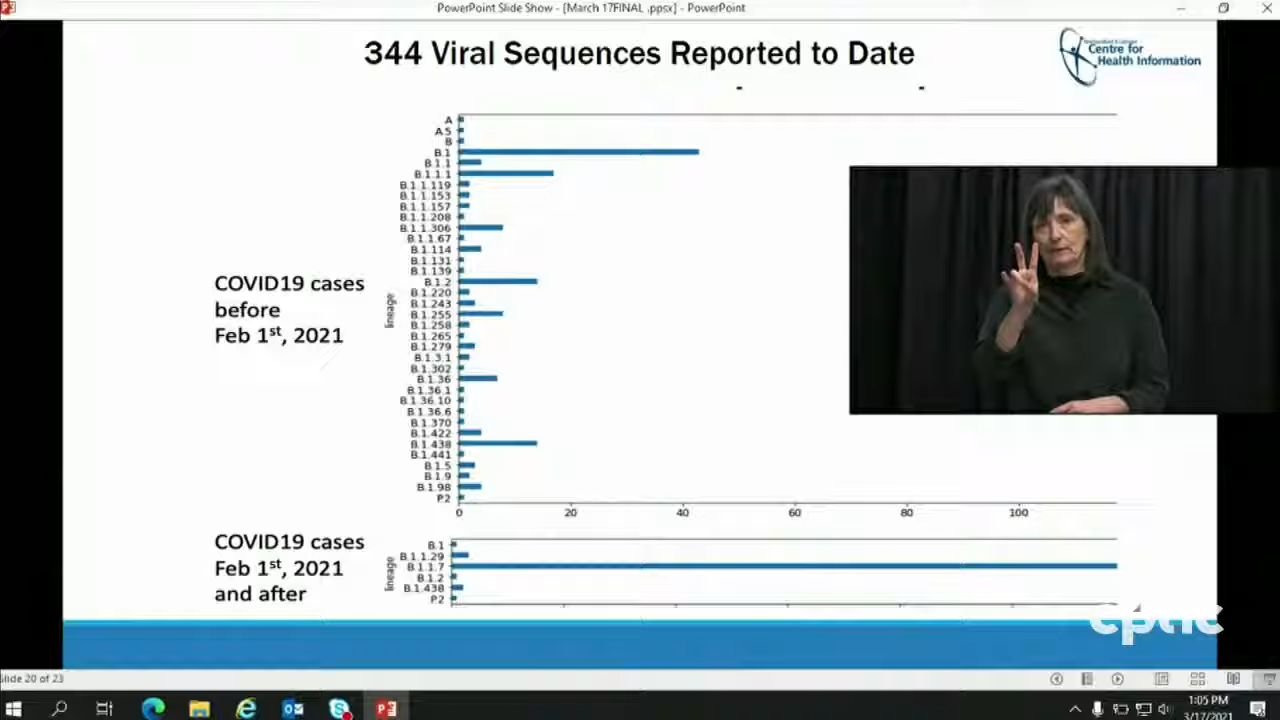 PowerPoint Slide Show - [March 17FINAL .ppsx] - PowerPoint
344 Viral Sequences Reported to Date
Centre for
Health Information
COVID19 cases
before
Feb 1st, 2021
lineage
A
A.5
B
B.1
B.1.1
B.1.1.1
B.1.1.119
B.1.1.153
B.1.1.157
B.1.1.208
B.1.1.306
B.1.1.67
B.1.114
B.1.131
B.1.139
B.1.2
B.1.220
B.1.243
B.1.255
B.1.258
B.1.265
B.1.279
B.1.3.1
B.1.302
B.1.36
B.1.36.1
B.1.36.10
B.1.36.6
B.1.370
B.1.422
B.1.438
B.1.441
B.1.5
B.1.9
B.1.98
P.2
0 20 40 60 80 100
COVID19 cases
Feb 1st, 2021
and after
lineage
B.1
B.1.1.29
B.1.1.7
B.1.2
B.1.438
P.2
cpac
Slide 20 of 23
1:05 PM
3/17/2021